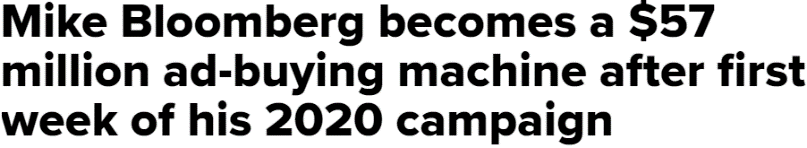 Mike Bloomberg becomes a $57
million ad-buying machine after first
week of his 2020 campaign